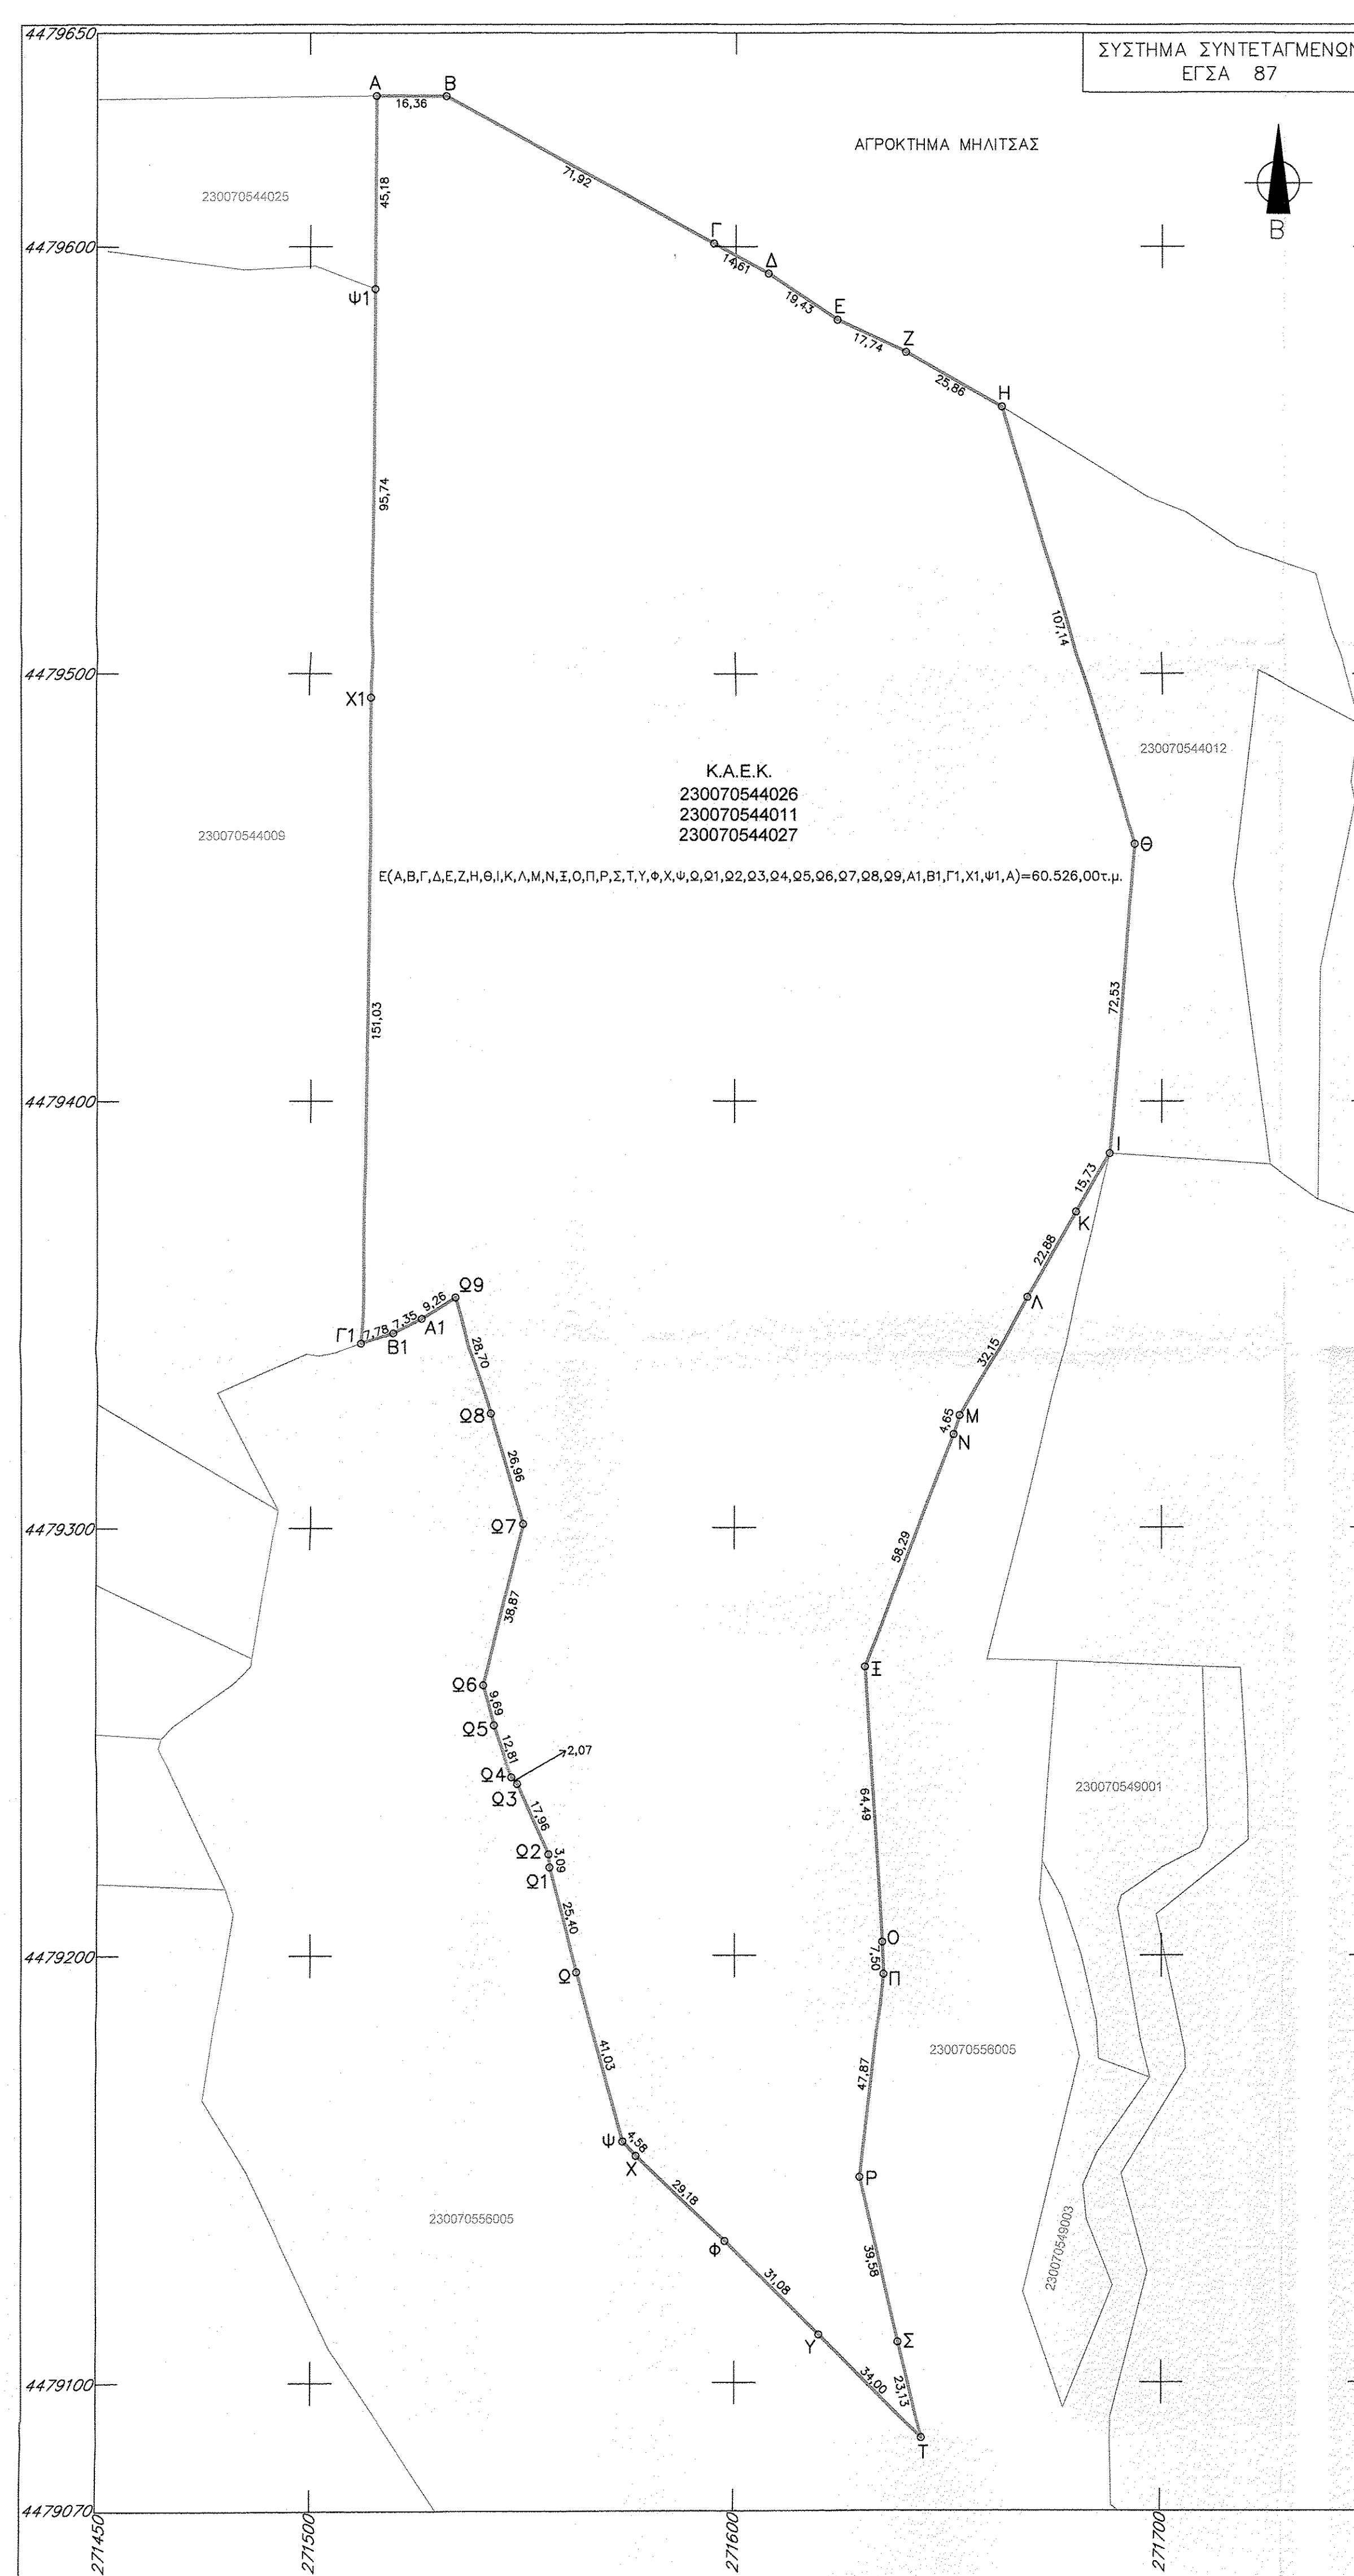 4479650
ΣΥΣΤΗΜΑ ΣΥΝΤΕΤΑΓΜΕΝΩΝ
ΕΓΣΑ 87
Α
Β
16,36
ΑΓΡΟΚΤΗΜΑ ΜΗΛΙΤΣΑΣ
71,92
45,18
230070544025
Β
Γ
4479600
14,61
Δ
Ψ1
19,43
Ε
17,74
Ζ
25,86
Η
95,74
107,14
4479500
Χ1
230070544012
Κ.Α.Ε.Κ.
230070544026
230070544011
230070544027
230070544009
Θ
Ε(Α,Β,Γ,Δ,Ε,Ζ,Η,Θ,Ι,Κ,Λ,Μ,Ν,Ξ,Ο,Π,Ρ,Σ,Τ,Υ,Φ,Χ,Ψ,Ω,Ω1,Ω2,Ω3,Ω4,Ω5,Ω6,Ω7,Ω8,Ω9,Α1,Β1,Γ1,Χ1,Ψ1,Α)=60.526,00τ.μ.
72,53
151,03
4479400
Ι
15,73
Κ
22,88
Ω9
Λ
9,26
7,35
7,78
Γ1
Β1
Α1
32,15
28,70
Ω8
Μ
4,65
Ν
26,96
Ω7
4479300
58,29
38,87
Ξ
Ω6
9,69
Ω5
12,81
2,07
Ω4
Ω3
230070549001
64,49
17,96
Ω2
3,09
Ω1
25,40
Ο
7,50
4479200
Ω
Π
41,03
230070556005
47,87
Ψ
4,58
Χ
Ρ
29,18
230070556005
Φ
39,58
230070549003
31,08
Υ
Σ
34,00
23,13
4479100
Τ
4479070
271450
271500
271600
271700